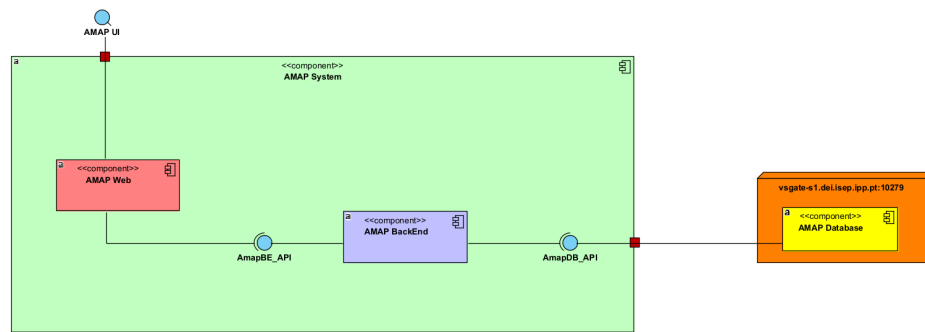 AMAP UI
a
<<component>>
AMAP System
a
<<component>>
AMAP Web
AmapBE_API
a
<<component>>
AMAP BackEnd
AmapDB_API
vsgate-s1.dei.isep.ipp.pt:10279
a
<<component>>
AMAP Database